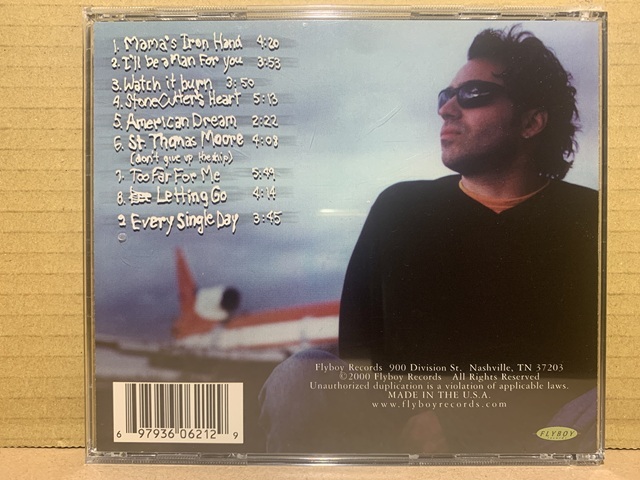 1. Mama's Iron Hand 4:20
2. I'll be a Man For you 3:53
3. Watch it burn 3:50
4. StoneCutter's Heart 5:13
5. American Dream 2:22
6. St. Thomas Moore 4:08
(don't give up the ship)
7. Too Far For Me 5:49
8. Letting Go 4:14
9 Every Single Day 3:45
Flyboy Records 900 Division St. Nashville, TN 37203
©2000 Flyboy Records All Rights Reserved
Unauthorized duplication is a violation of applicable laws.
MADE IN THE U.S.A.
www.flyboyrecords.com
6 97936 06212 9
FLYBOY